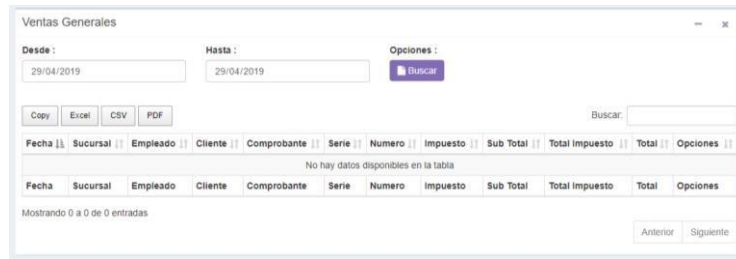 Ventas Generales
Desde : Hasta : Opciones :
29/04/2019 29/04/2019 Buscar
Copy Excel CSV PDF Buscar:
Fecha Sucursal Empleado Cliente Comprobante Serie Numero Impuesto Sub Total Total Impuesto Total Opciones
No hay datos disponibles en la tabla
Fecha Sucursal Empleado Cliente Comprobante Serie Numero Impuesto Sub Total Total Impuesto Total Opciones
Mostrando 0 a 0 de 0 entradas
Anterior Siguiente